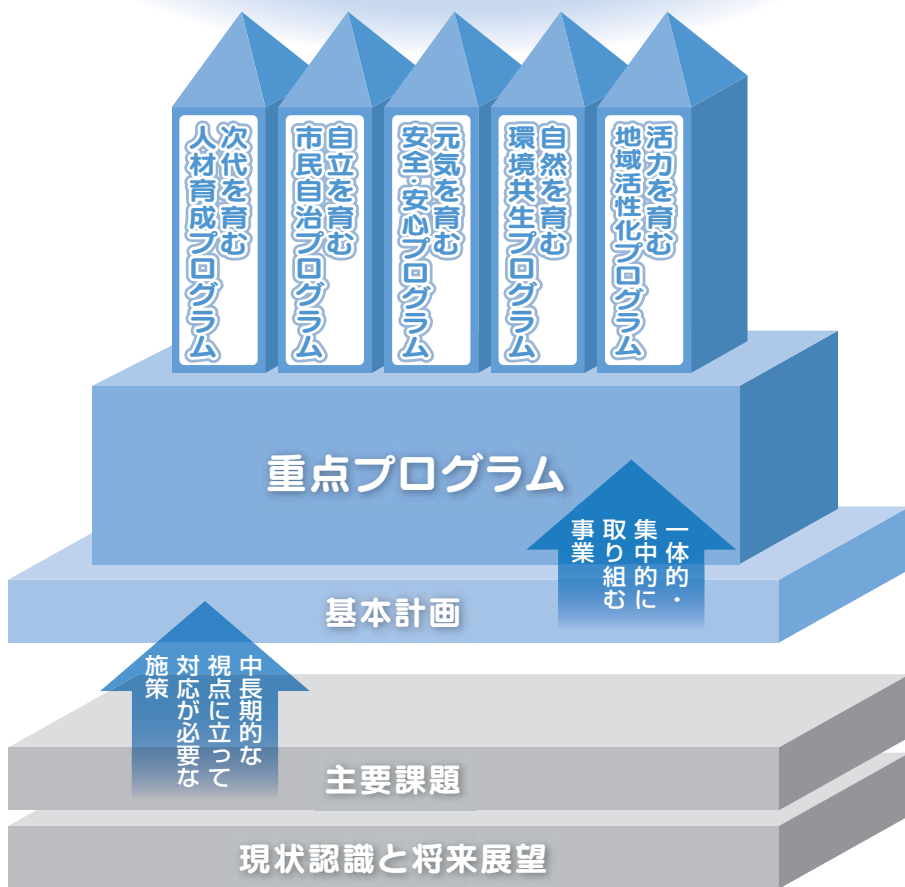 次代を育む
人材育成プログラム
自立を育む
市民自治プログラム
元気を育む
安全・安心プログラム
自然を育む
環境共生プログラム
活力を育む
地域活性化プログラム
重点プログラム
一体的・
集中的に
取り組む
事業
基本計画
中長期的な
視点に立って
対応が必要な
施策
主要課題
現状認識と将来展望